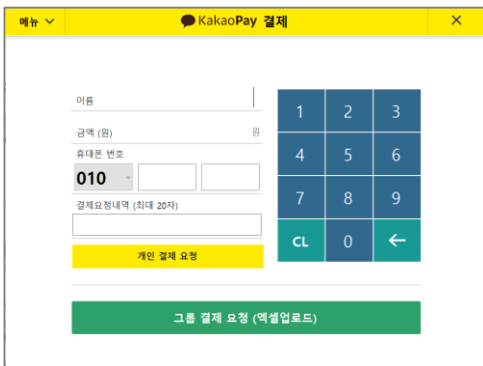 메뉴
KakaoPay 결제
이름
금액 (원)
원
휴대폰 번호
010
결제요청내역 (최대 20자)
개인 결제 요청
1 2 3
4 5 6
7 8 9
CL 0
그룹 결제 요청 (엑셀업로드)